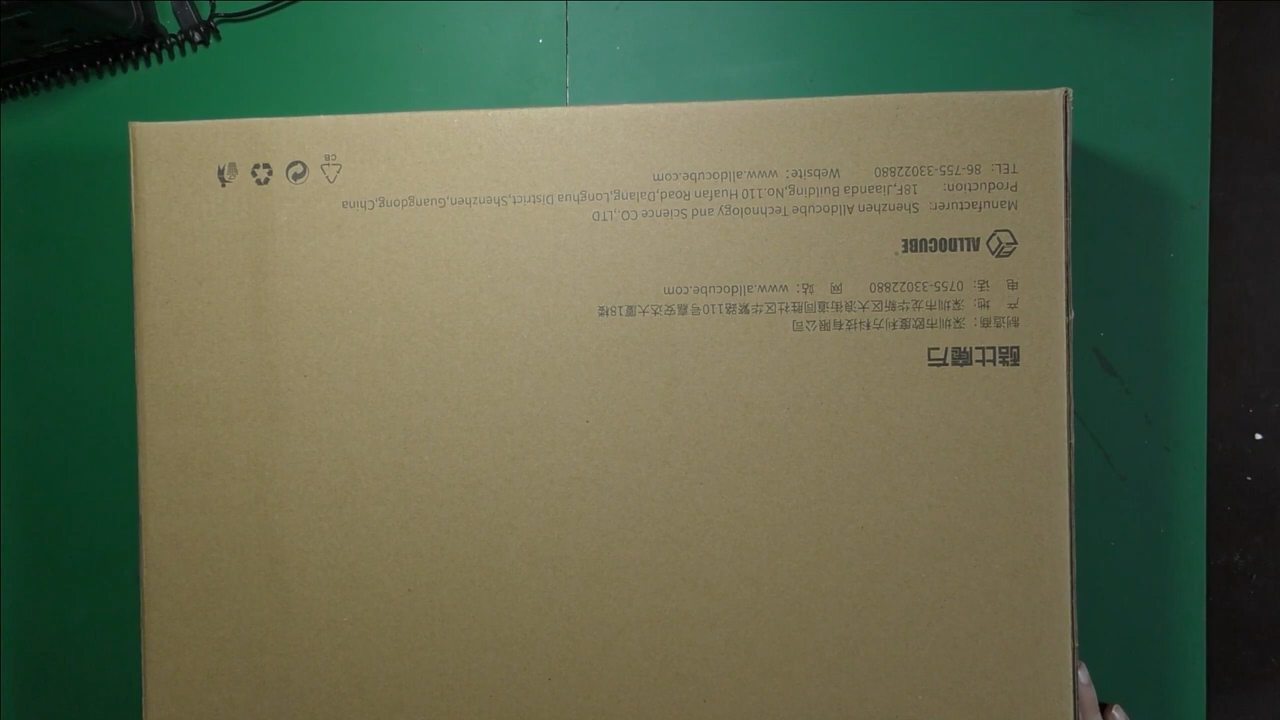 酷比魔方
制造商：深圳市欧度利方科技有限公司
产 地：深圳市龙华新区大浪街道同胜社区华繁路110号嘉安达大厦18楼
电 话：0755-33022880 网 站：www.alldocube.com
ALLDOCUBE®
Manufacturer: Shenzhen Alldocube Technology and Science CO.,LTD
Production: 18F,Jiaanda Building,No.110 Huafan Road,Dalang,Longhua District,Shenzhen,Guangdong,China
TEL: 86-755-33022880 Website: www.alldocube.com
CB